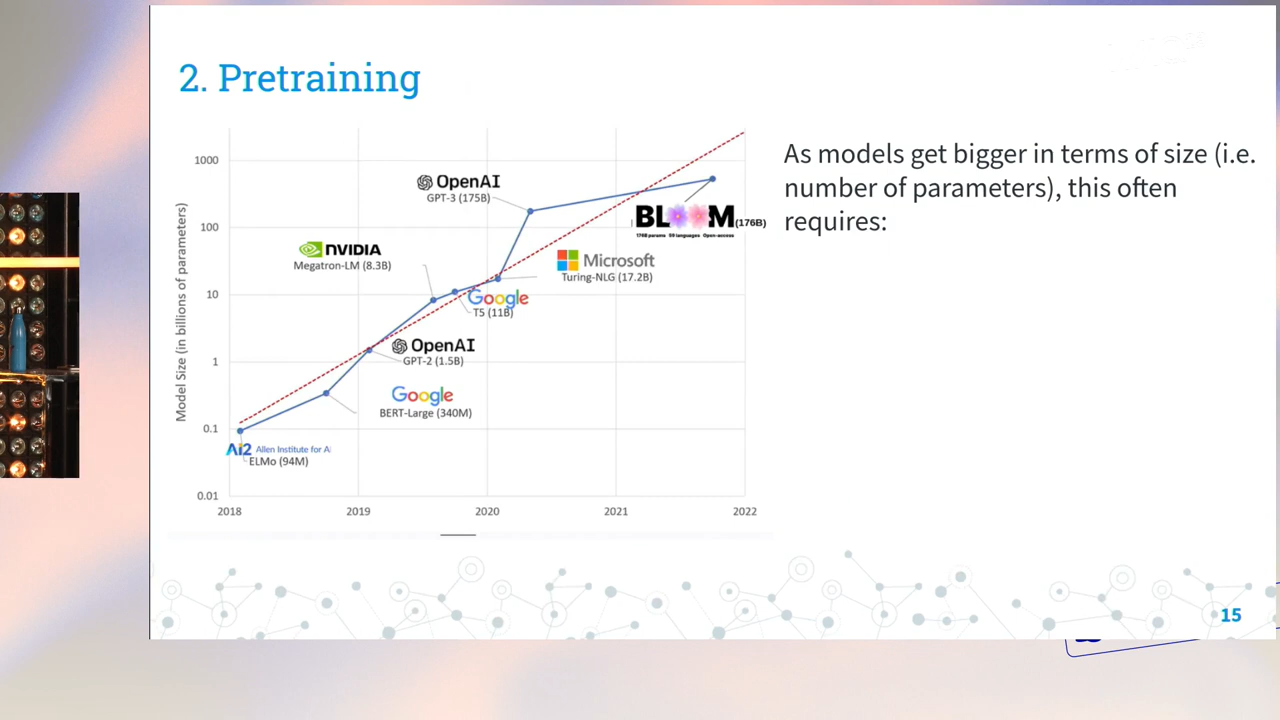 2. Pretraining
As models get bigger in terms of size (i.e.
number of parameters), this often
requires:
Model Size (in billions of parameters)
1000
100
10
1
0.1
0.01
2018
2019
2020
2021
2022
OpenAI
GPT-3 (175B)
BLOOM (176B)
176B params 59 languages Open-access
NVIDIA
Megatron-LM (8.3B)
Microsoft
Turing-NLG (17.2B)
Google
T5 (11B)
OpenAI
GPT-2 (1.5B)
Google
BERT-Large (340M)
AI2 Allen Institute for AI
ELMo (94M)
15